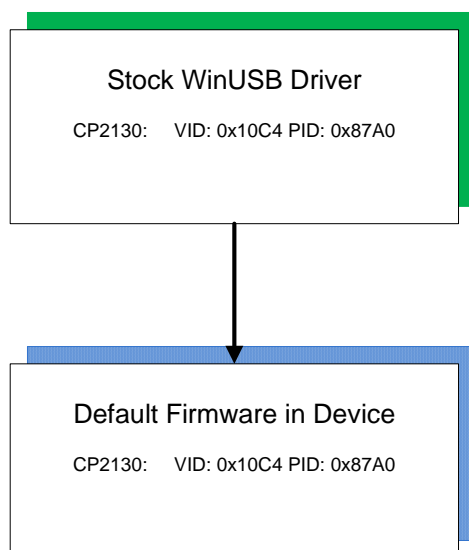 Stock WinUSB Driver
CP2130: VID: 0x10C4 PID: 0x87A0
Default Firmware in Device
CP2130: VID: 0x10C4 PID: 0x87A0